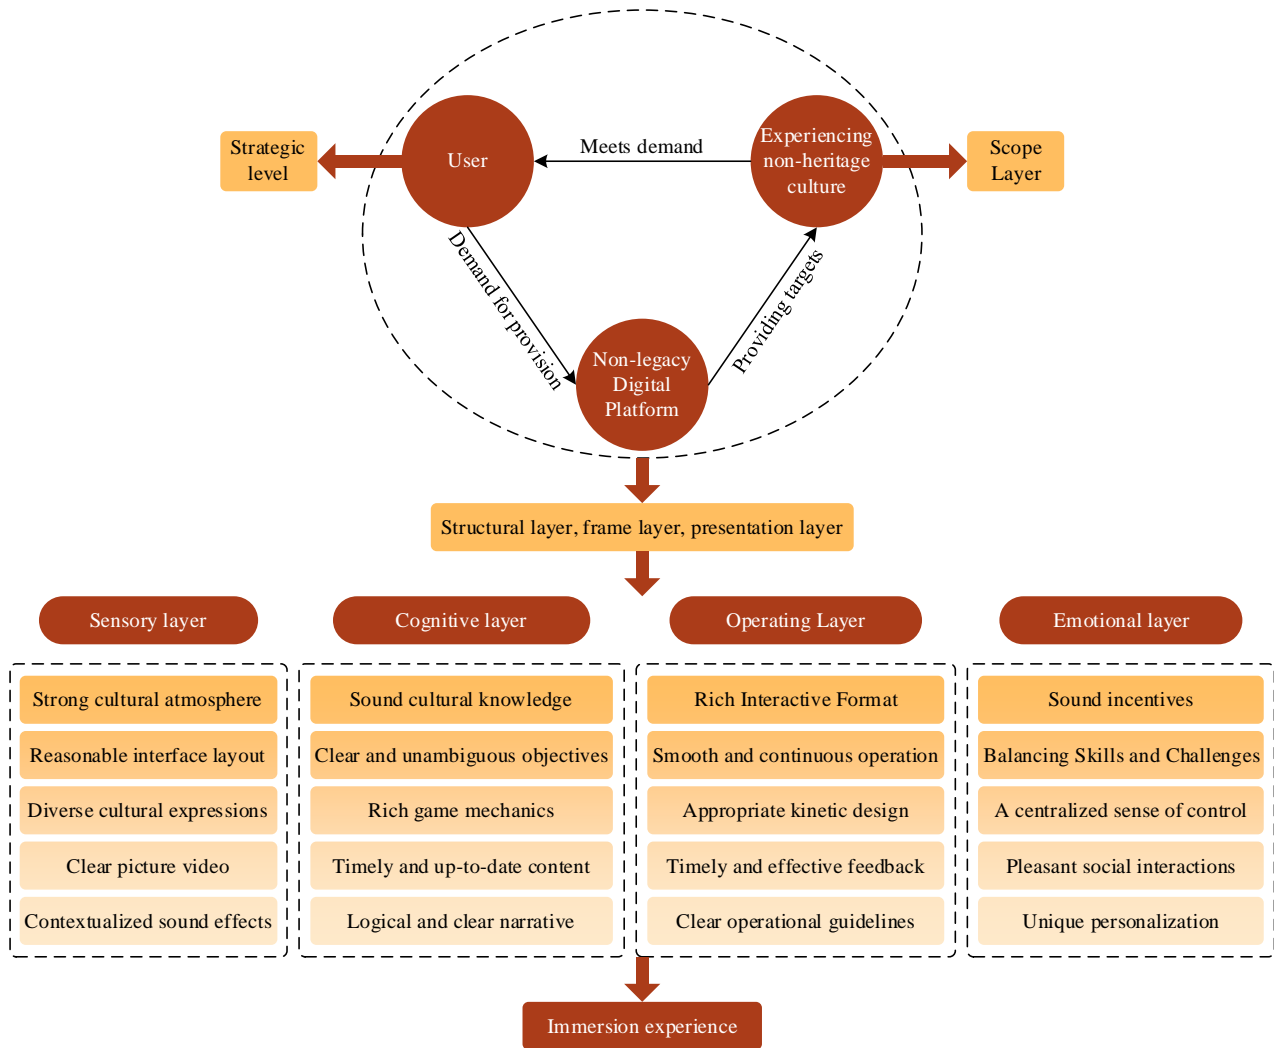 Strategic
level
User
Meets demand
Experiencing
non-heritage
culture
Scope
Layer
Demand for provision
Providing targets
Non-legacy
Digital
Platform
Structural layer, frame layer, presentation layer
Sensory layer
Cognitive layer
Operating Layer
Emotional layer
Strong cultural atmosphere
Reasonable interface layout
Diverse cultural expressions
Clear picture video
Contextualized sound effects
Sound cultural knowledge
Clear and unambiguous objectives
Rich game mechanics
Timely and up-to-date content
Logical and clear narrative
Rich Interactive Format
Smooth and continuous operation
Appropriate kinetic design
Timely and effective feedback
Clear operational guidelines
Sound incentives
Balancing Skills and Challenges
A centralized sense of control
Pleasant social interactions
Unique personalization
Immersion experience